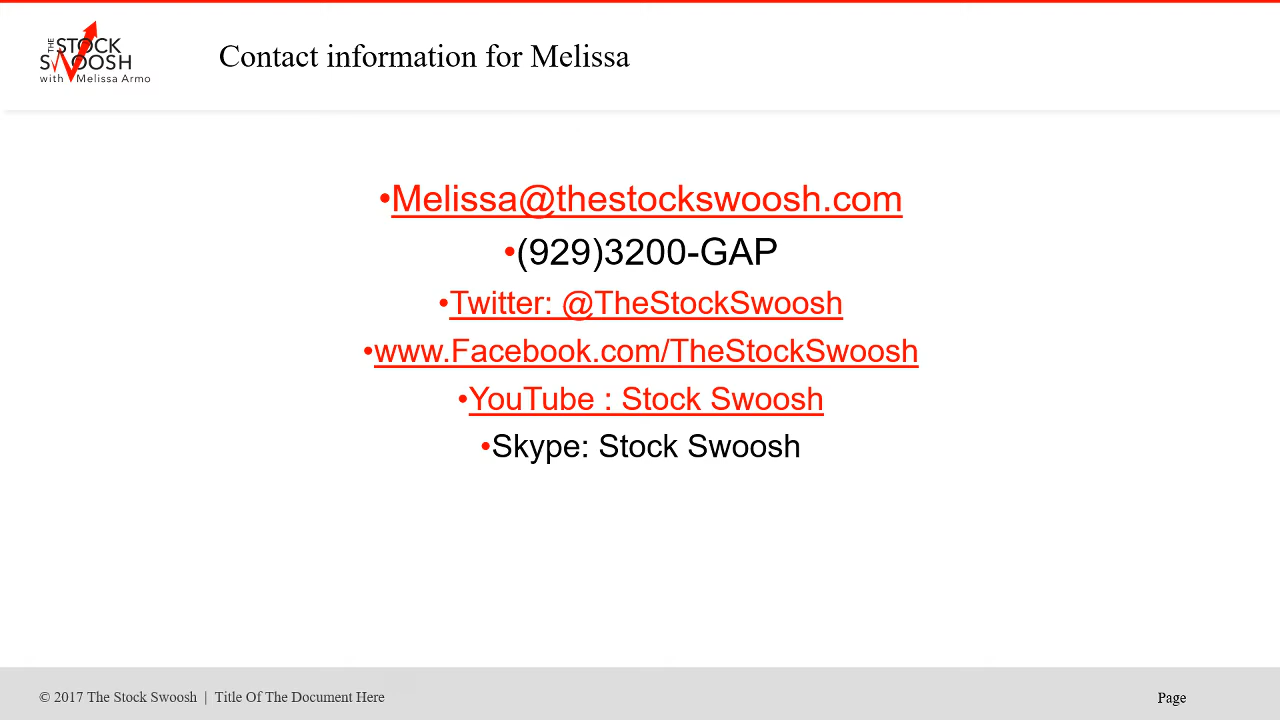 THE STOCK
SWOOSH
with Melissa Armo
Contact information for Melissa
•Melissa@thestockswoosh.com
•(929)3200-GAP
•Twitter: @TheStockSwoosh
•www.Facebook.com/TheStockSwoosh
•YouTube : Stock Swoosh
•Skype: Stock Swoosh
© 2017 The Stock Swoosh | Title Of The Document Here
Page